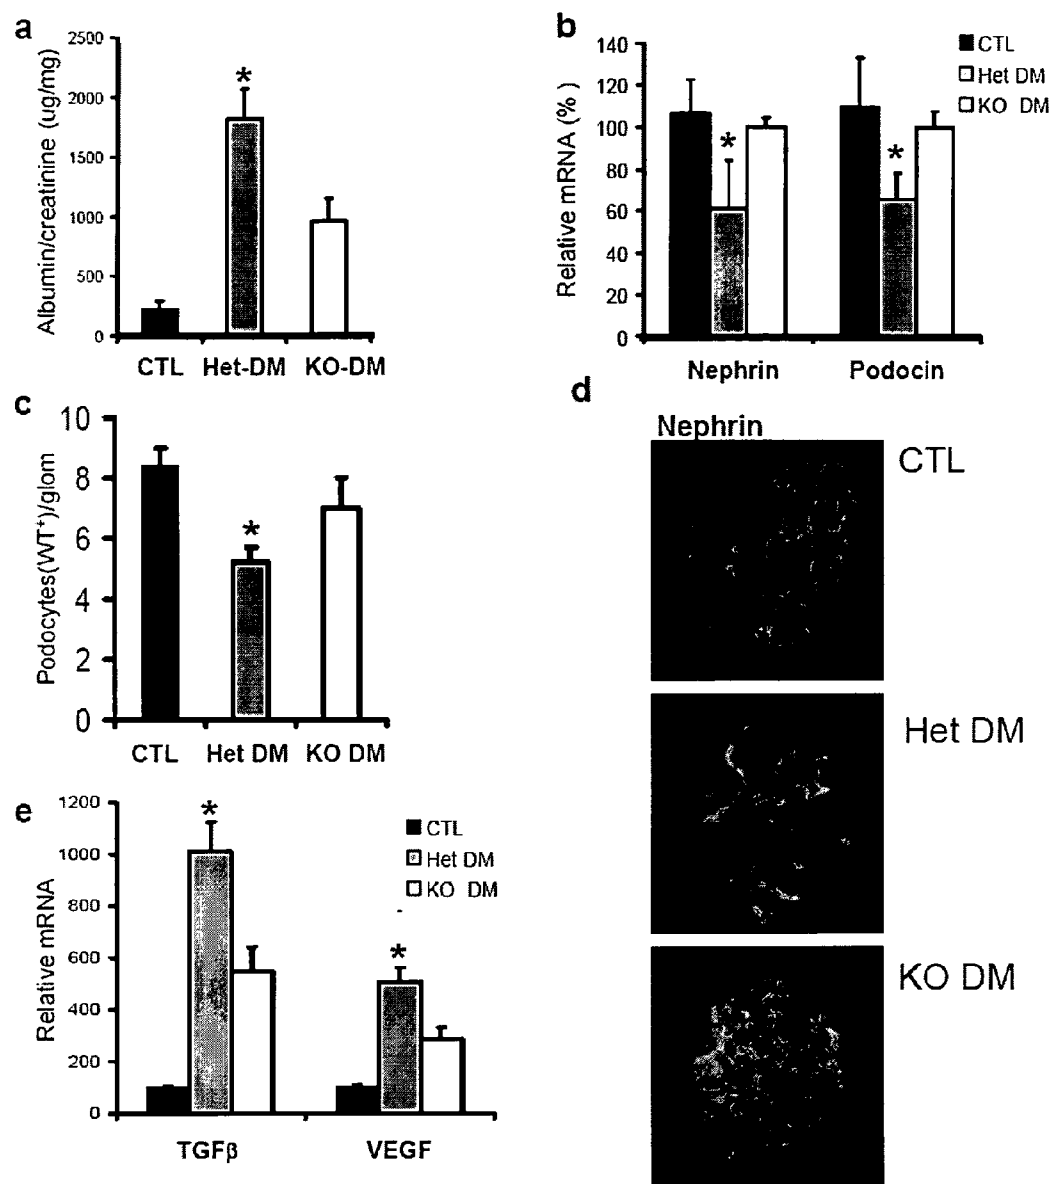 a
2500
2000
1500
1000
500
0
Albumin/creatinine (ug/mg)
*
CTL Het-DM KO-DM
b
140
120
100
80
60
40
20
0
Relative mRNA (%)
* *
CTL
Het DM
KO DM
Nephrin Podocin
c
10
8
6
4
2
0
Podocytes(WT⁺)/glom
*
CTL Het DM KO DM
d
Nephrin
CTL
Het DM
KO DM
e
1200
1000
800
600
400
200
0
Relative mRNA
* *
CTL
Het DM
KO DM
TGFβ VEGF